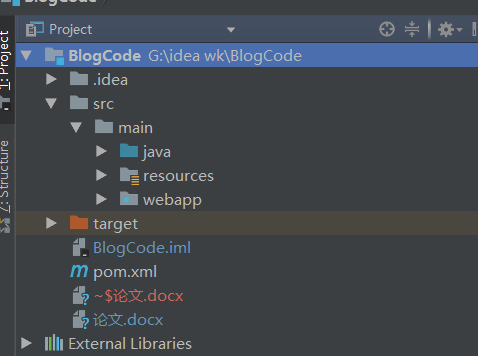 BlogCode
Project
BlogCode G:\idea wk\BlogCode
.idea
src
main
java
resources
webapp
target
BlogCode.iml
pom.xml
~$论文.docx
论文.docx
External Libraries
1: Project
7: Structure